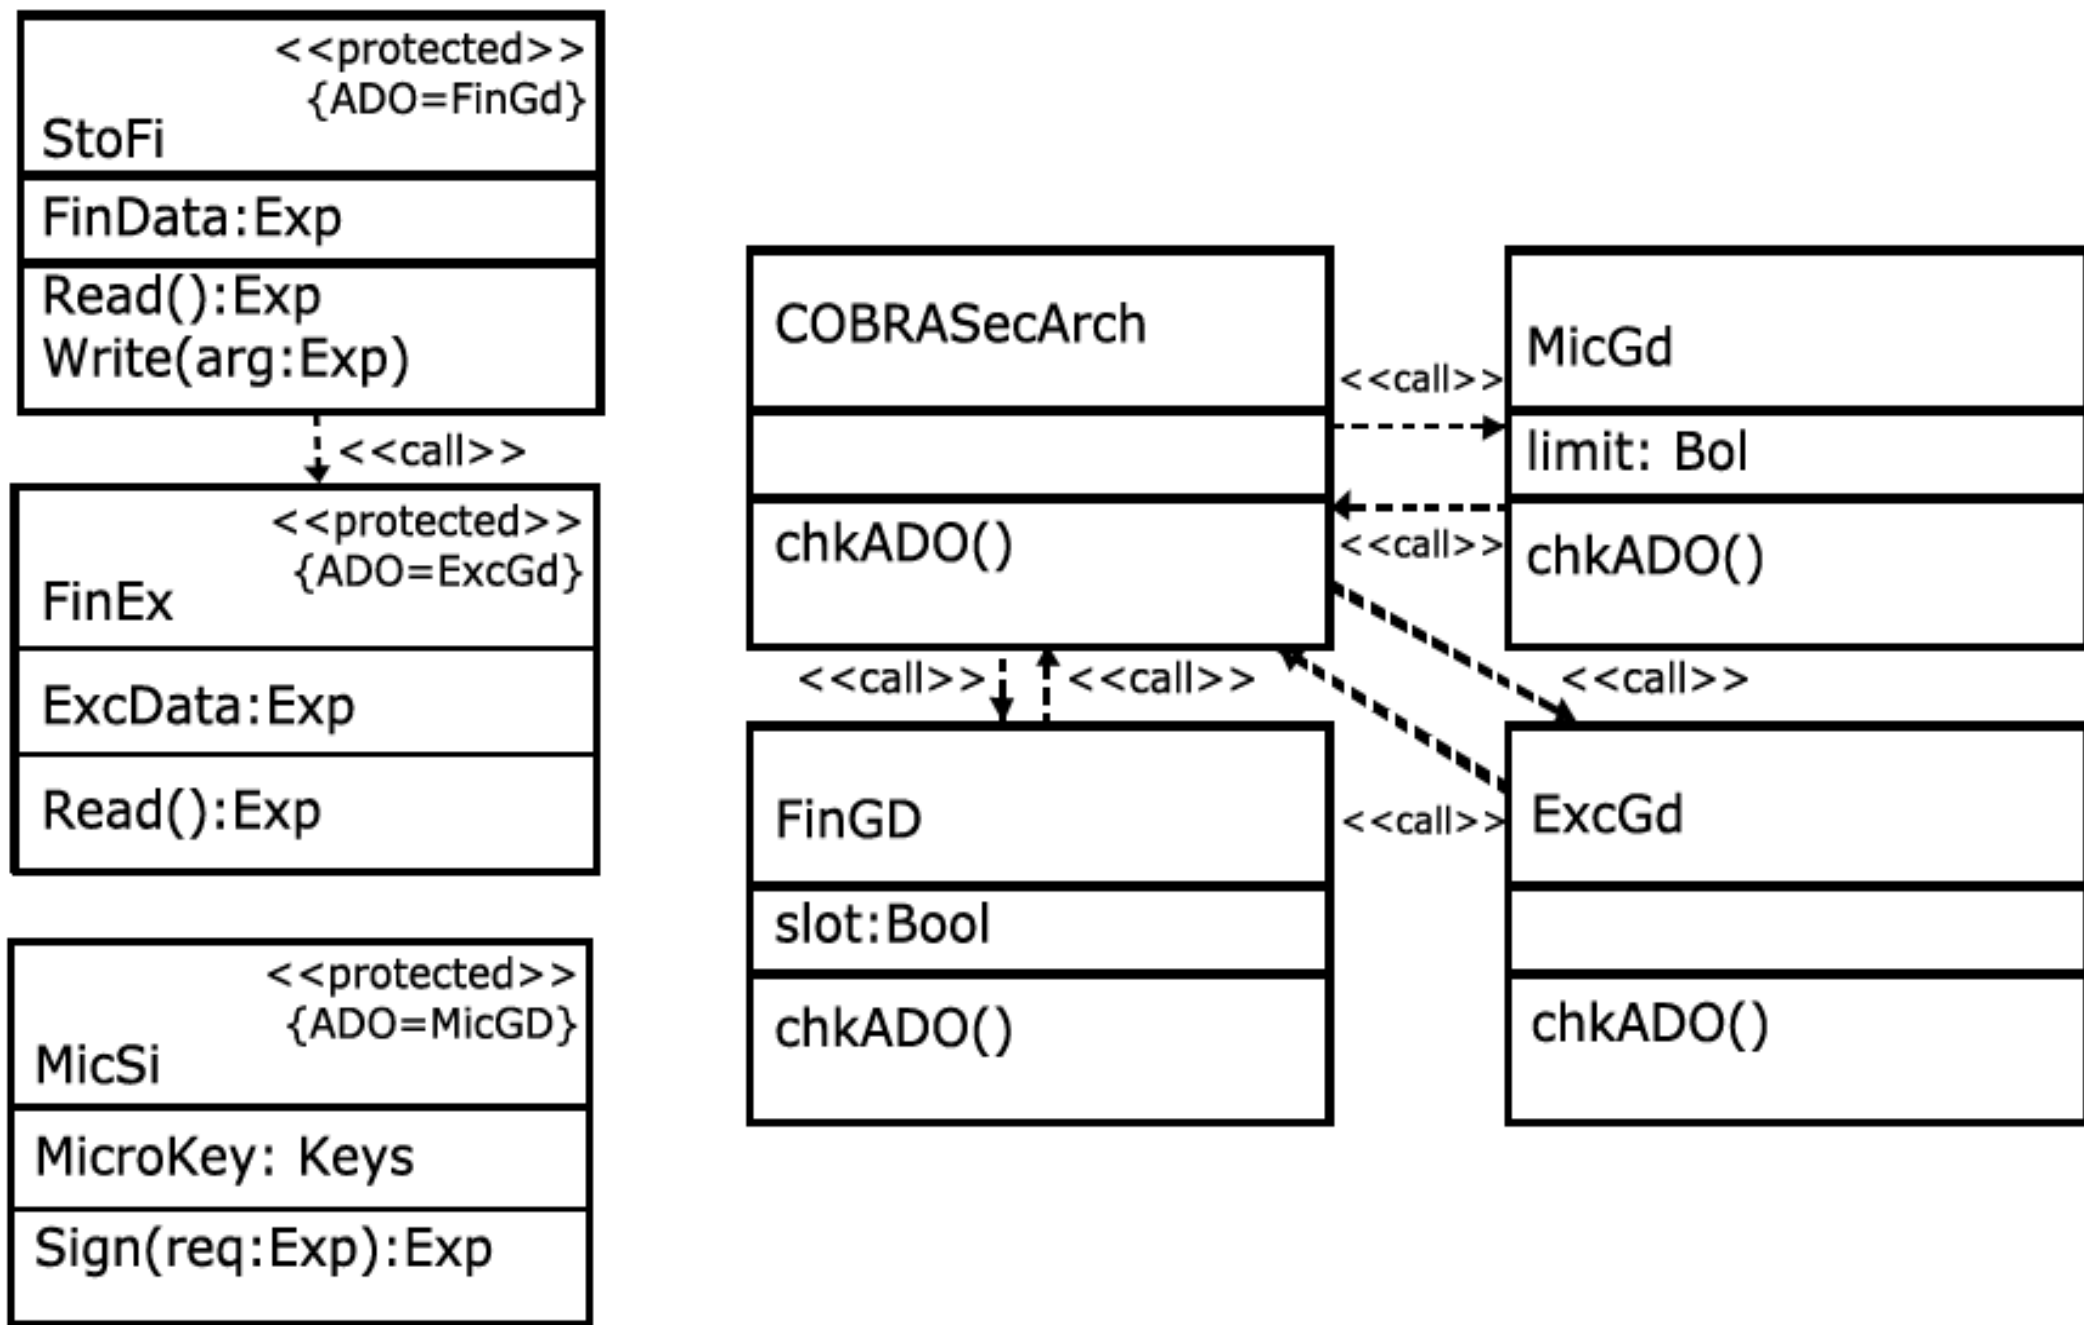 <<protected>>
{ADO=FinGd}
StoFi
FinData:Exp
Read():Exp
Write(arg:Exp)
<<call>>
<<protected>>
{ADO=ExcGd}
FinEx
ExcData:Exp
Read():Exp
<<protected>>
{ADO=MicGD}
MicSi
MicroKey: Keys
Sign(req:Exp):Exp
COBRASecArch
chkADO()
<<call>>
<<call>>
MicGd
limit: Bol
chkADO()
<<call>>
<<call>>
<<call>>
<<call>>
FinGD
slot:Bool
chkADO()
ExcGd
chkADO()